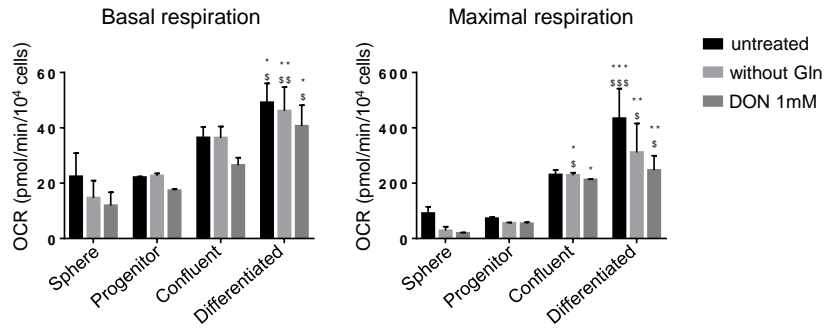 Basal respiration
OCR (pmol/min/10⁴ cells)
60
40
20
0
* ** *
$ $$ $
Sphere
Progenitor
Confluent
Differentiated
Maximal respiration
OCR (pmol/min/10⁴ cells)
600
400
200
0
*
$ *
***
$$$
**
$
**
$
Sphere
Progenitor
Confluent
Differentiated
untreated
without Gln
DON 1mM